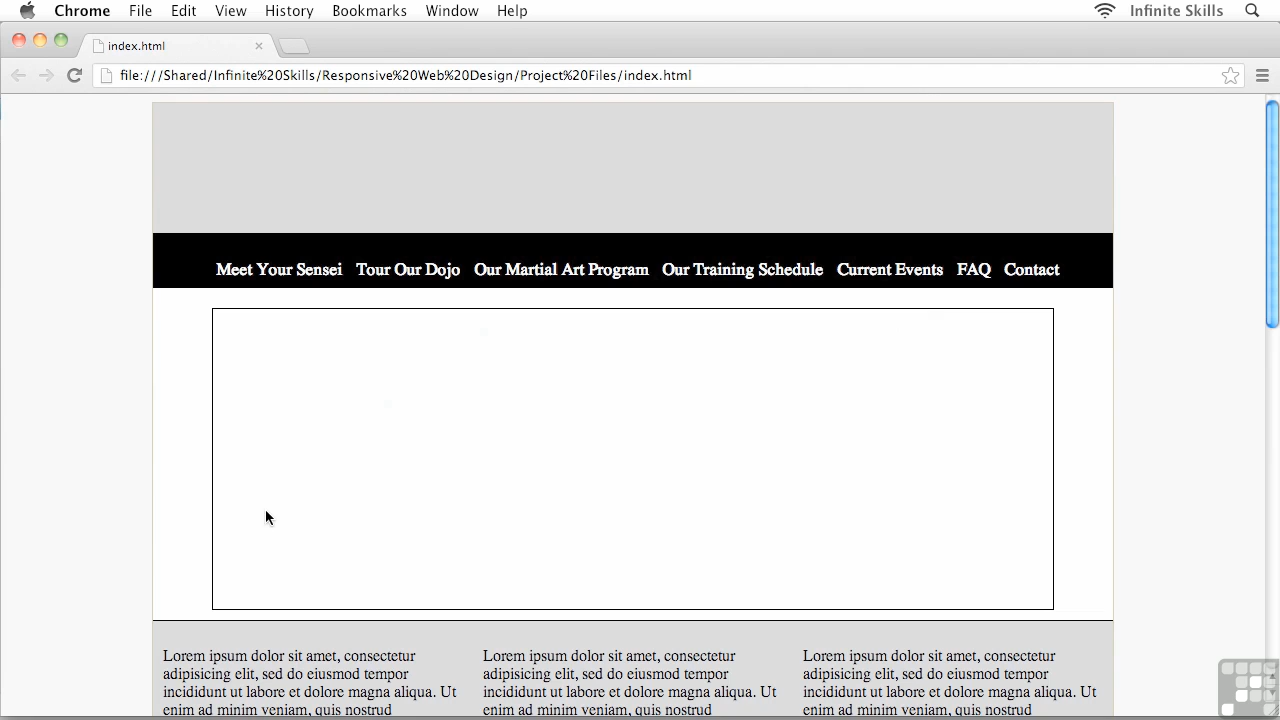 Chrome File Edit View History Bookmarks Window Help Infinite Skills
index.html
file:///Shared/Infinite%20Skills/Responsive%20Web%20Design/Project%20Files/index.html
Meet Your Sensei Tour Our Dojo Our Martial Art Program Our Training Schedule Current Events FAQ Contact
Lorem ipsum dolor sit amet, consectetur
adipisicing elit, sed do eiusmod tempor
incididunt ut labore et dolore magna aliqua. Ut
enim ad minim veniam, quis nostrud
Lorem ipsum dolor sit amet, consectetur
adipisicing elit, sed do eiusmod tempor
incididunt ut labore et dolore magna aliqua. Ut
enim ad minim veniam, quis nostrud
Lorem ipsum dolor sit amet, consectetur
adipisicing elit, sed do eiusmod tempor
incididunt ut labore et dolore magna aliqua. Ut
enim ad minim veniam, quis nostrud